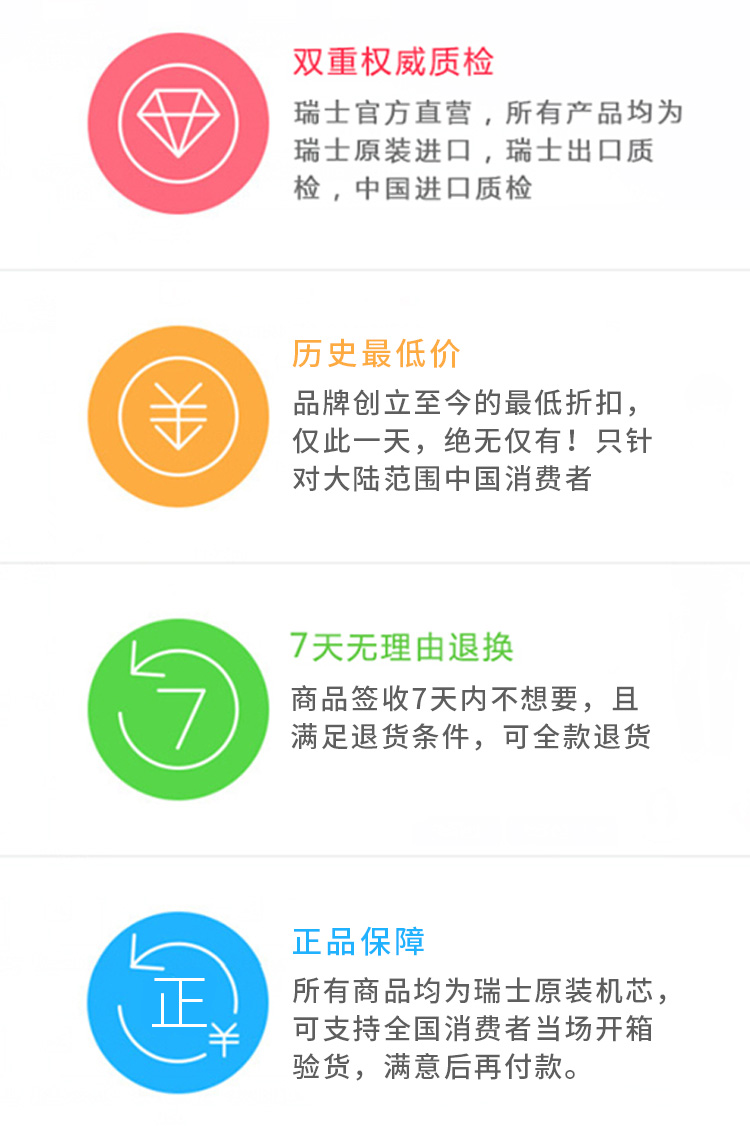 双重权威质检
瑞士官方直营，所有产品均为
瑞士原装进口，瑞士出口质
检，中国进口质检
历史最低价
品牌创立至今的最低折扣，
仅此一天，绝无仅有！只针
对大陆范围中国消费者
7
7天无理由退换
商品签收7天内不想要，且
满足退货条件，可全款退货
正
正品保障
所有商品均为瑞士原装机芯，
可支持全国消费者当场开箱
验货，满意后再付款。